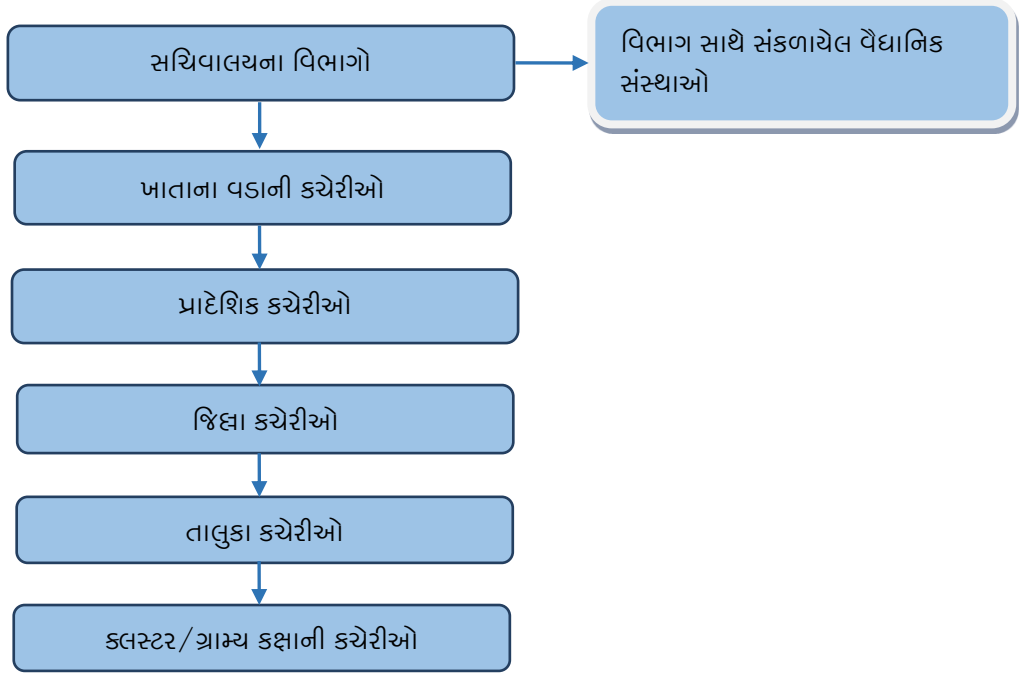 સચિવાલયના વિભાગો
વિભાગ સાથે સંકળાયેલ વૈધાનિક
સંસ્થાઓ
ખાતાના વડાની કચેરીઓ
પ્રાદેશિક કચેરીઓ
જિલ્લા કચેરીઓ
તાલુકા કચેરીઓ
ક્લસ્ટર/ગ્રામ્ય કક્ષાની કચેરીઓ